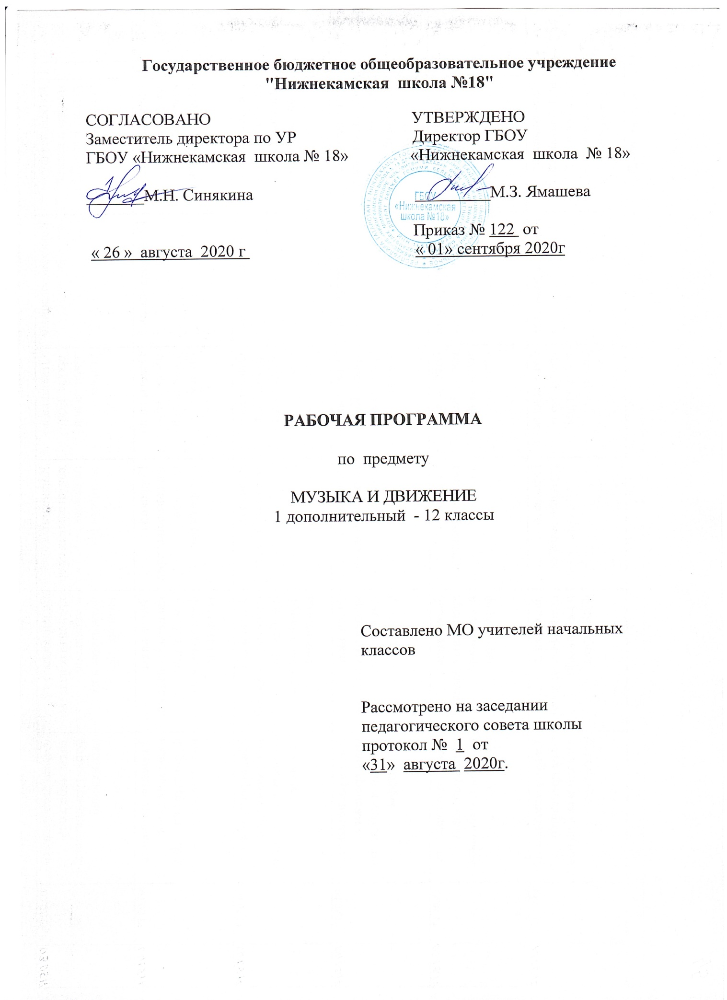 Государственное бюджетное общеобразовательное учреждение
"Нижнекамская школа №18"
СОГЛАСОВАНО
Заместитель директора по УР
ГБОУ «Нижнекамская школа № 18»
М.Н. Синякина
« 26 » августа 2020 г
УТВЕРЖДЕНО
Директор ГБОУ
«Нижнекамская школа № 18»
М.З. Ямашева
Приказ № 122 от
« 01» сентября 2020г
ГБОУ
«Нижнекамская
школа №18»
РАБОЧАЯ ПРОГРАММА
по предмету
МУЗЫКА И ДВИЖЕНИЕ
1 дополнительный - 12 классы
Составлено МО учителей начальных
классов
Рассмотрено на заседании
педагогического совета школы
протокол № 1 от
«31» августа 2020г.